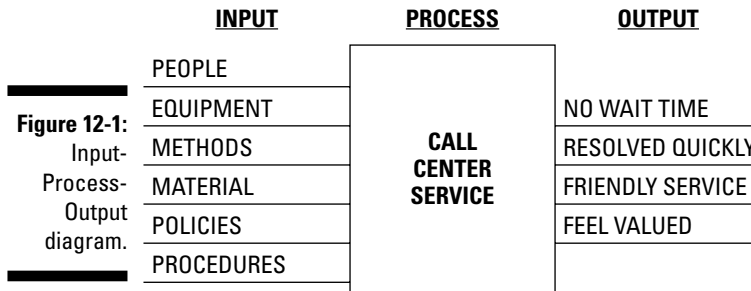 INPUT PROCESS OUTPUT
PEOPLE
EQUIPMENT
METHODS
MATERIAL
POLICIES
PROCEDURES
CALL
CENTER
SERVICE
NO WAIT TIME
RESOLVED QUICKLY
FRIENDLY SERVICE
FEEL VALUED
Figure 12-1:
Input-
Process-
Output
diagram.